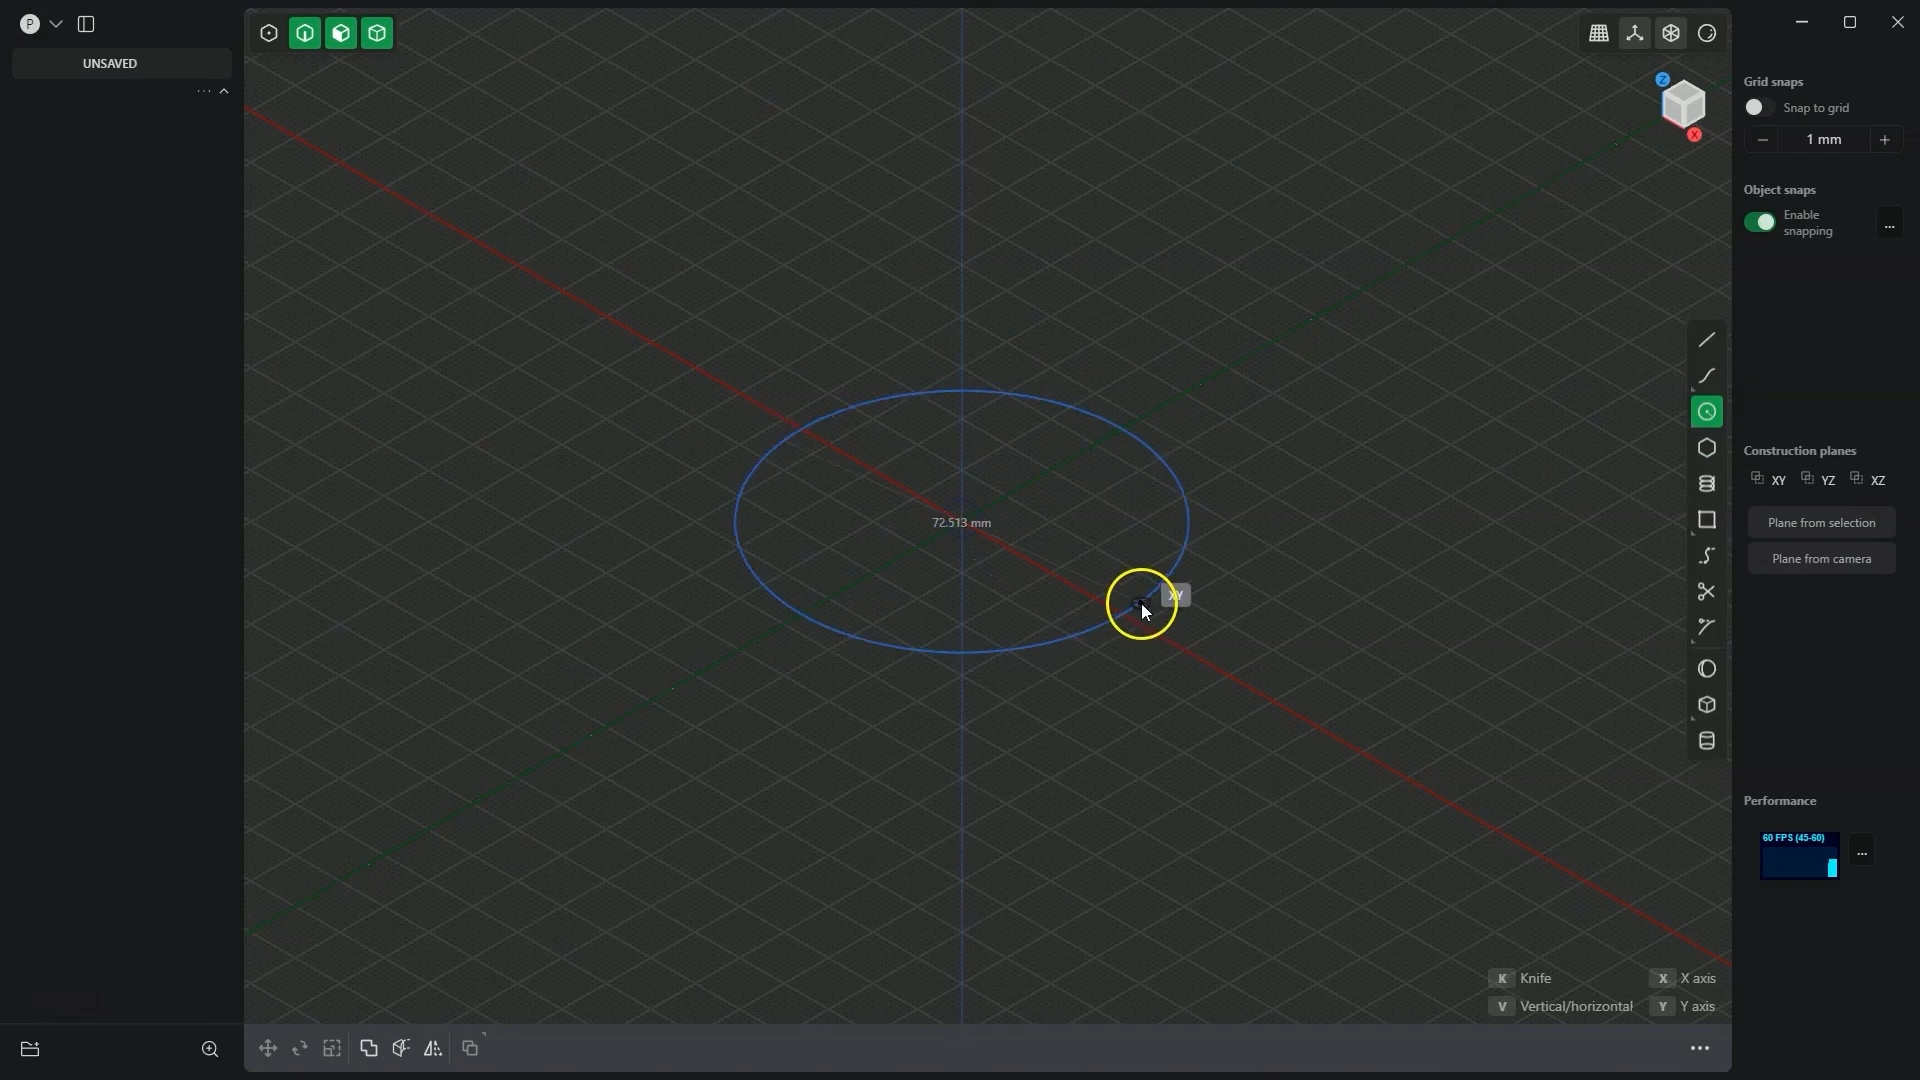 P
UNSAVED
...
Z
X
Grid snaps
Snap to grid
− 1 mm +
Object snaps
Enable
snapping
...
72.513 mm
XY
Construction planes
XY YZ XZ
Plane from selection
Plane from camera
Performance
60 FPS (45-60)
...
K Knife X X axis
V Vertical/horizontal Y Y axis
...